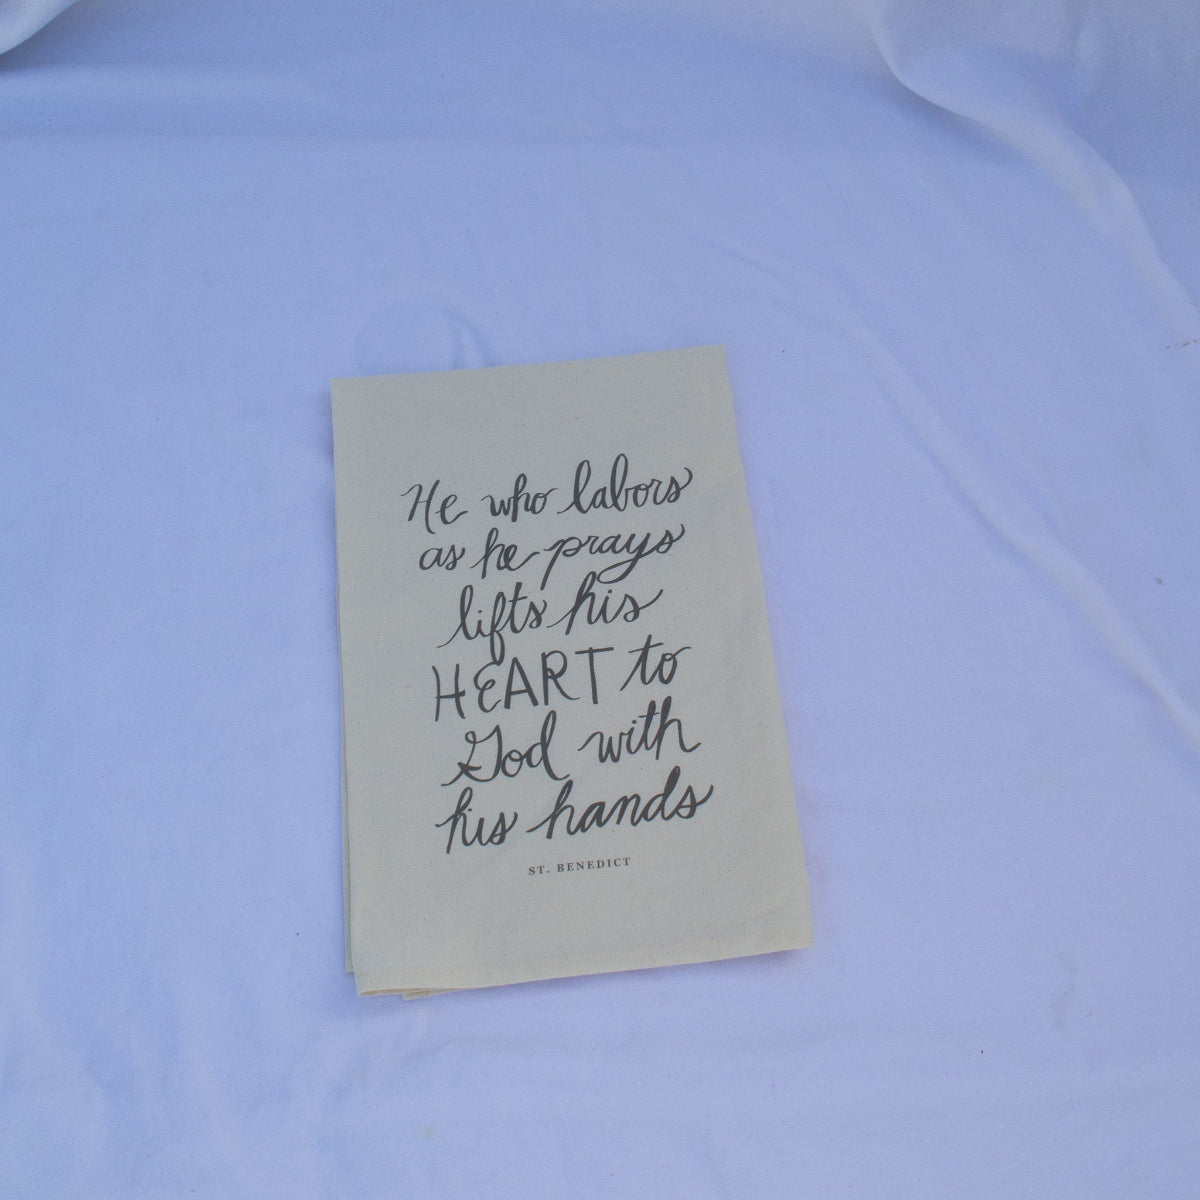 He who labors
as he prays
lifts his
HEART to
God with
his hands
ST. BENEDICT